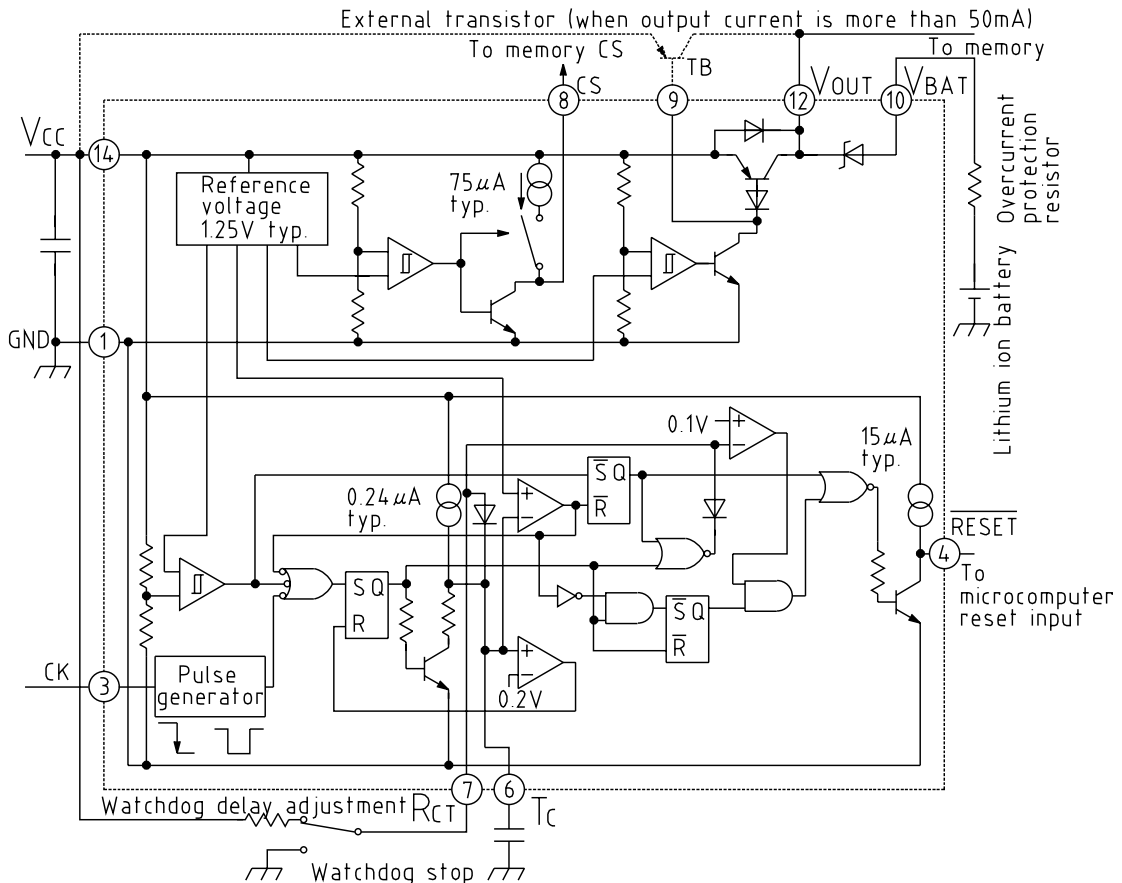 External transistor (when output current is more than 50mA)
To memory CS
To memory
TB
CS
8
9
12
VOUT
10
VBAT
VCC
14
Reference
voltage
1.25V typ.
75μA
typ.
Overcurrent
protection
resistor
GND
1
Lithium ion battery
0.1V
+
−
15μA
typ.
S Q
R
0.24μA
typ.
+
−
RESET
4
To
microcomputer
reset input
S Q
R
S Q
R
CK
3
Pulse
generator
+
−
0.2V
7
6
Watchdog delay adjustment
RCT
TC
Watchdog stop